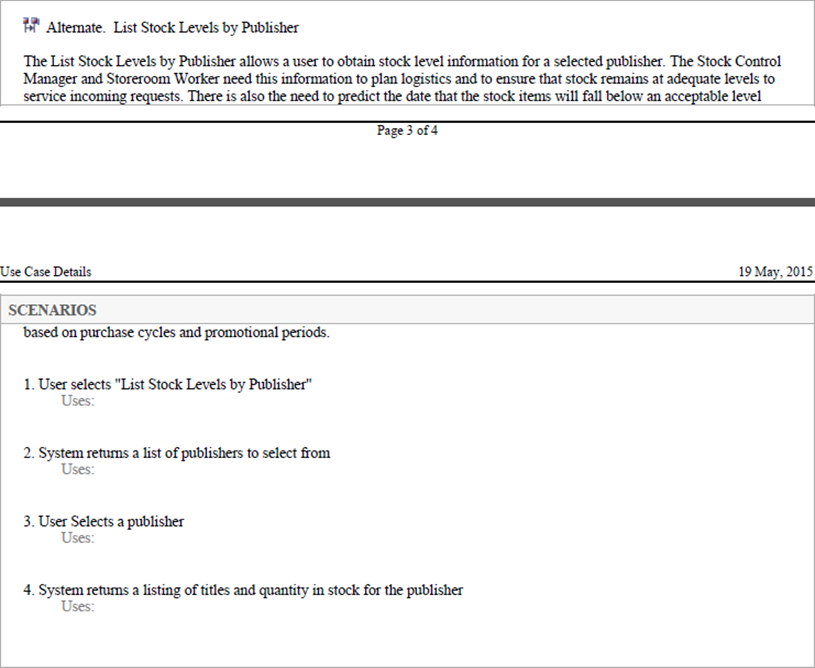 Alternate. List Stock Levels by Publisher
The List Stock Levels by Publisher allows a user to obtain stock level information for a selected publisher. The Stock Control
Manager and Storeroom Worker need this information to plan logistics and to ensure that stock remains at adequate levels to
service incoming requests. There is also the need to predict the date that the stock items will fall below an acceptable level
Page 3 of 4
Use Case Details 19 May, 2015
SCENARIOS
based on purchase cycles and promotional periods.
1. User selects "List Stock Levels by Publisher"
Uses:
2. System returns a list of publishers to select from
Uses:
3. User Selects a publisher
Uses:
4. System returns a listing of titles and quantity in stock for the publisher
Uses: